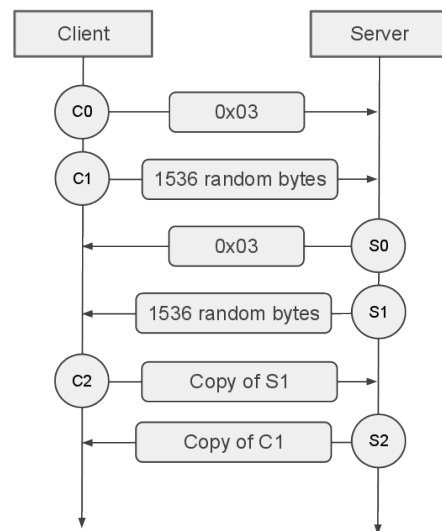 Client
Server
C0
0x03
C1
1536 random bytes
0x03
S0
1536 random bytes
S1
C2
Copy of S1
Copy of C1
S2